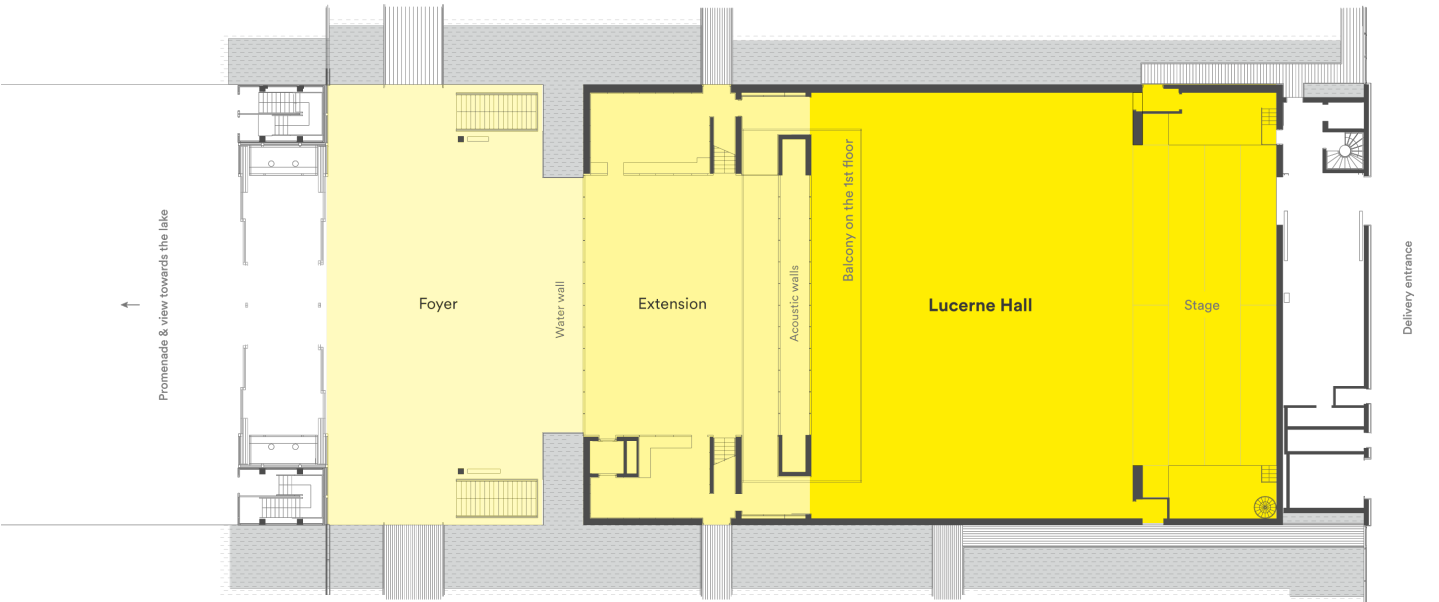 Promenade & view towards the lake
Foyer
Water wall
Extension
Acoustic walls
Balcony on the 1st floor
Lucerne Hall
Stage
Delivery entrance